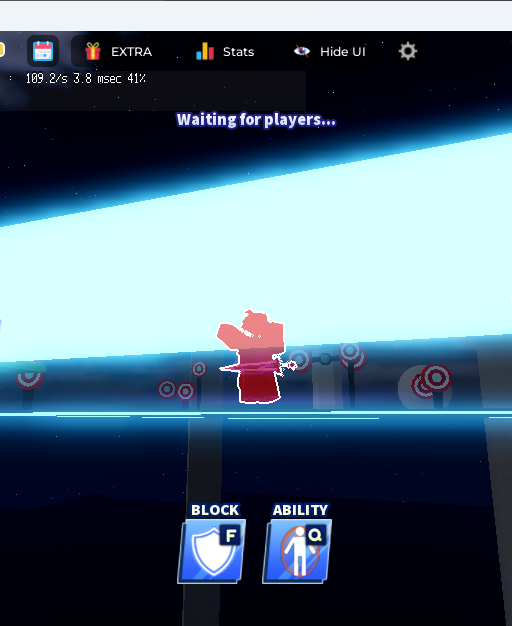 EXTRA
Stats
Hide UI
: 109.2/s 3.8 msec 41%
Waiting for players...
BLOCK
ABILITY
F
Q